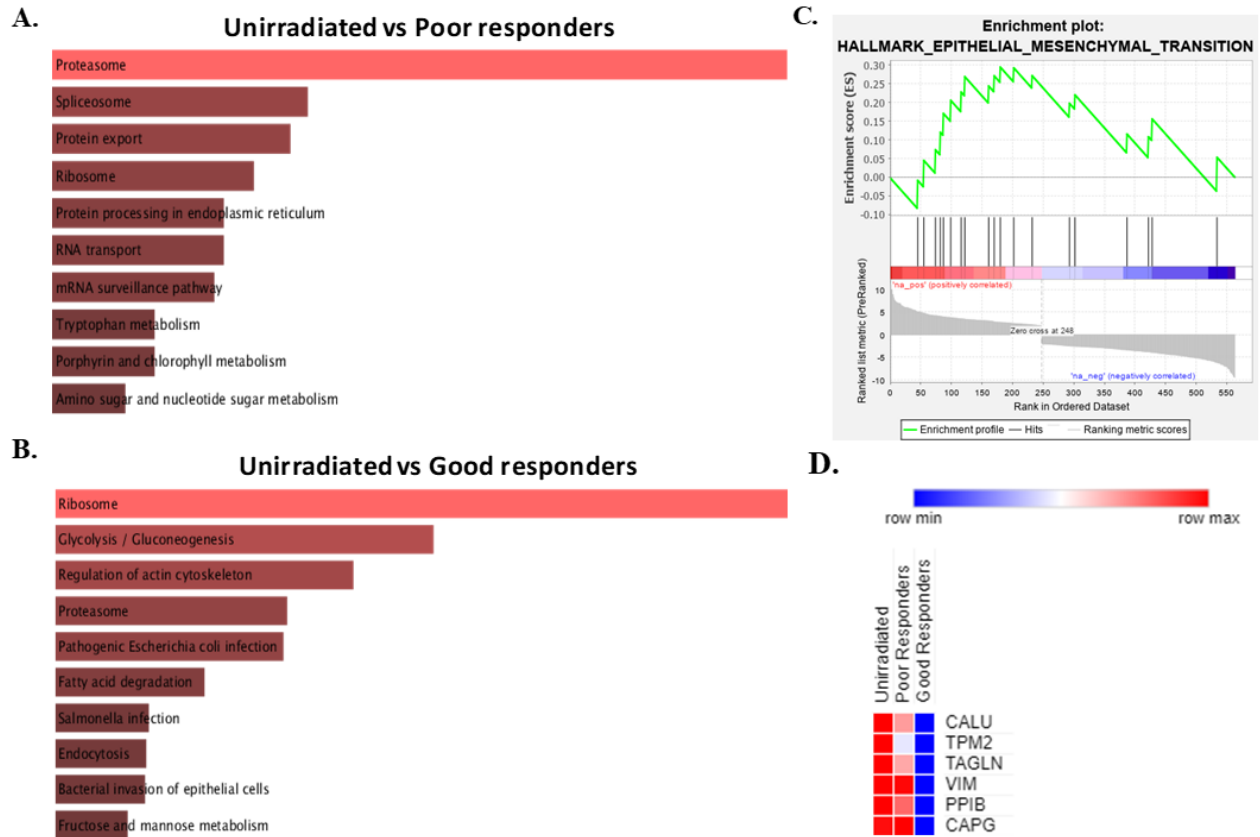 A.
Unirradiated vs Poor responders
Proteasome
Spliceosome
Protein export
Ribosome
Protein processing in endoplasmic reticulum
RNA transport
mRNA surveillance pathway
Tryptophan metabolism
Porphyrin and chlorophyll metabolism
Amino sugar and nucleotide sugar metabolism
B.
Unirradiated vs Good responders
Ribosome
Glycolysis / Gluconeogenesis
Regulation of actin cytoskeleton
Proteasome
Pathogenic Escherichia coli infection
Fatty acid degradation
Salmonella infection
Endocytosis
Bacterial invasion of epithelial cells
Fructose and mannose metabolism
C.
Enrichment plot:
HALLMARK_EPITHELIAL_MESENCHYMAL_TRANSITION
Enrichment score (ES)
0.30
0.25
0.20
0.15
0.10
0.05
0.00
-0.05
-0.10
'na_pos' (positively correlated)
Ranked list metric (PreRanked)
10
5
0
-5
-10
Zero cross at 248
'na_neg' (negatively correlated)
0 50 100 150 200 250 300 350 400 450 500 550
Rank in Ordered Dataset
Enrichment profile Hits Ranking metric scores
D.
row min row max
Unirradiated
Poor Responders
Good Responders
CALU
TPM2
TAGLN
VIM
PPIB
CAPG